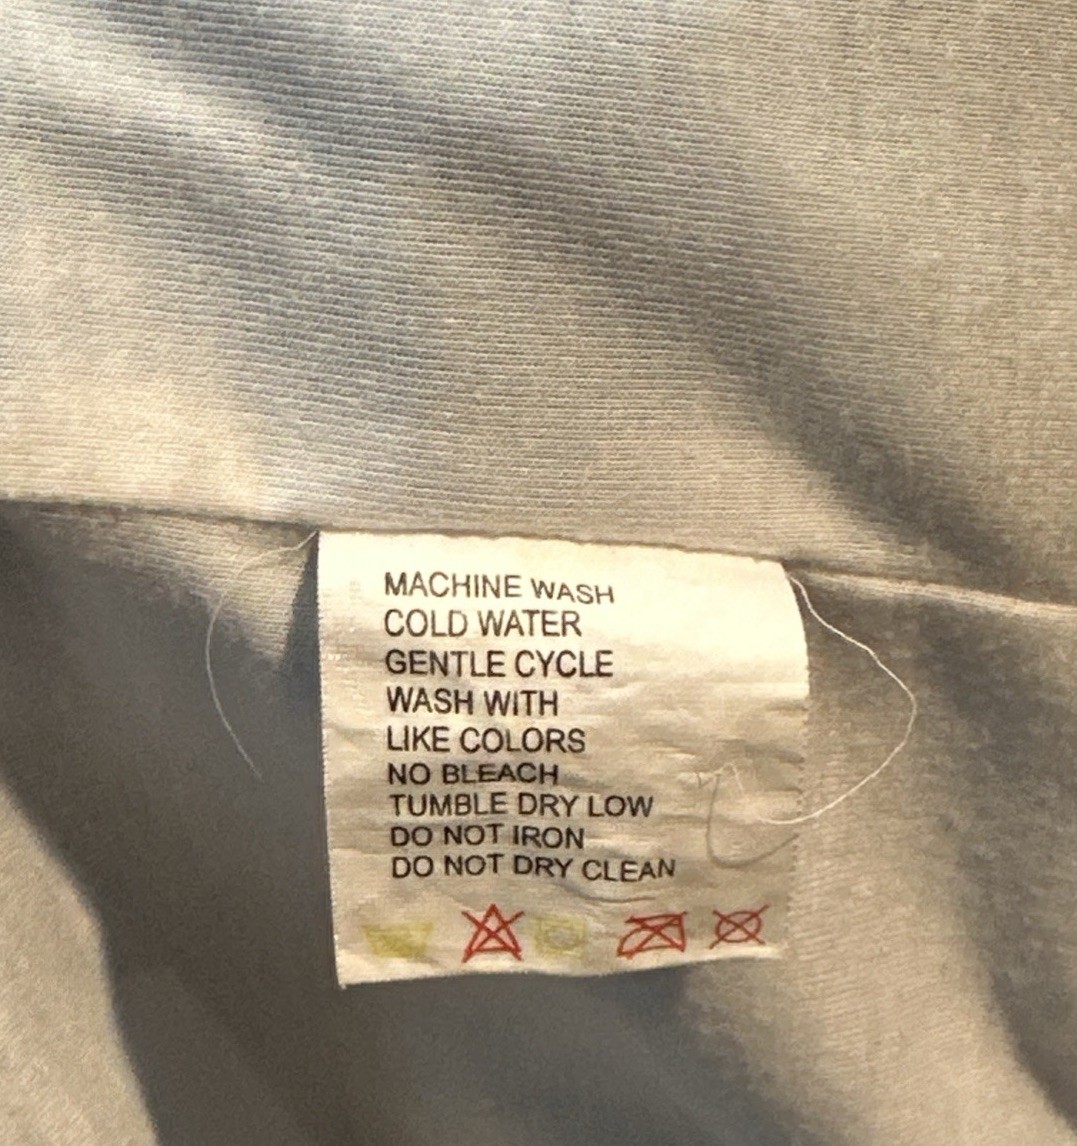 MACHINE WASH
COLD WATER
GENTLE CYCLE
WASH WITH
LIKE COLORS
NO BLEACH
TUMBLE DRY LOW
DO NOT IRON
DO NOT DRY CLEAN